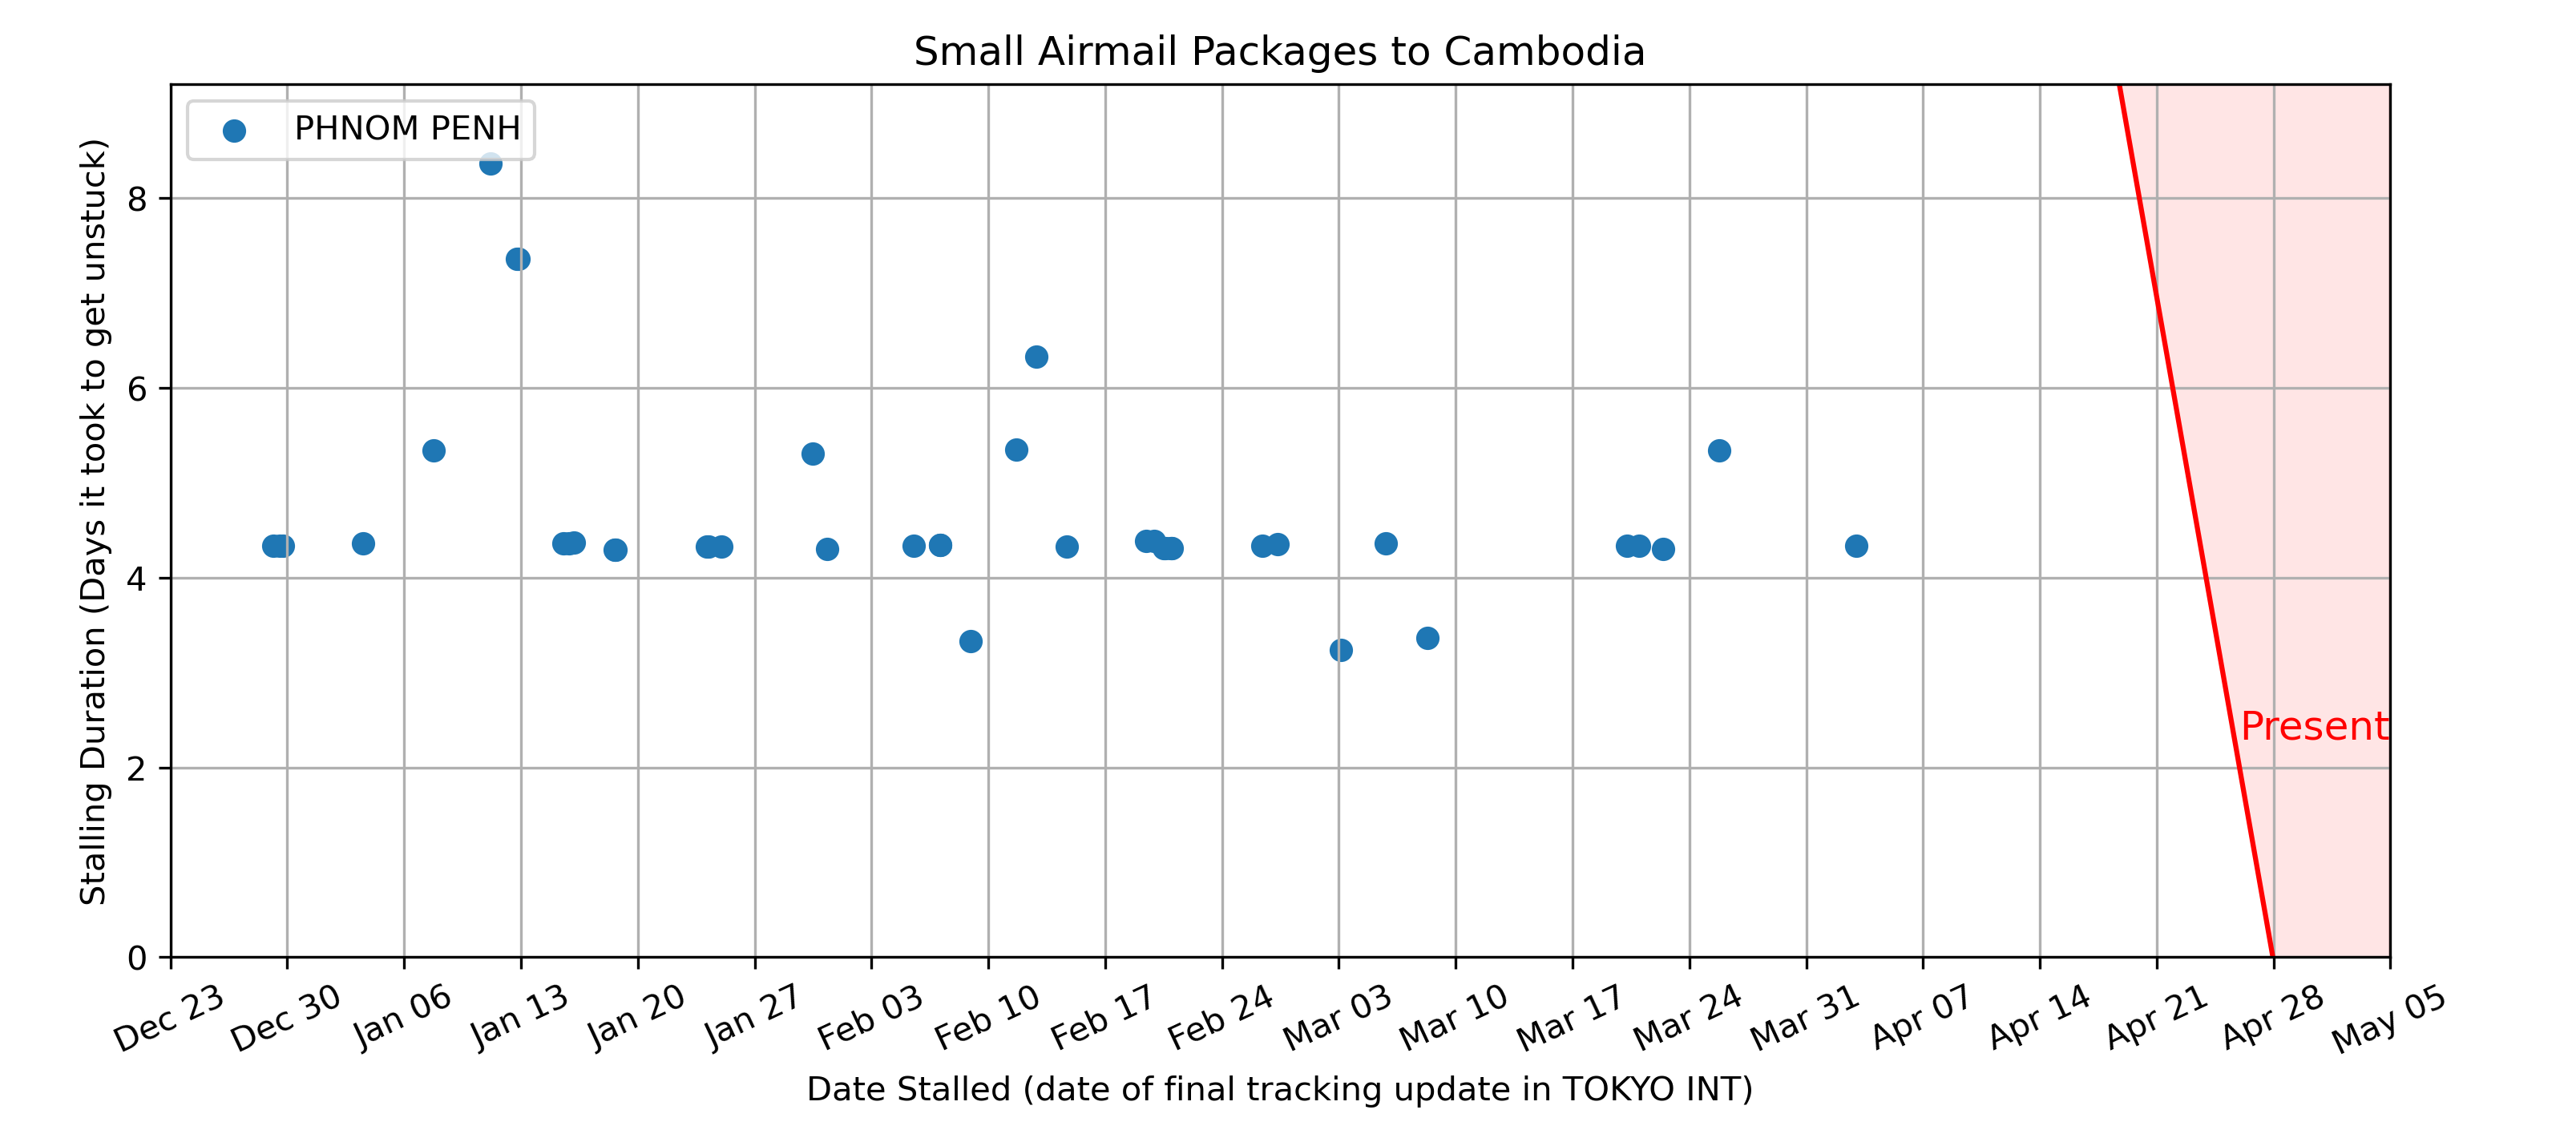 Small Airmail Packages to Cambodia
PHNOM PENH
Stalling Duration (Days it took to get unstuck)
8
6
4
2
0
Present
Dec 23
Dec 30
Jan 06
Jan 13
Jan 20
Jan 27
Feb 03
Feb 10
Feb 17
Feb 24
Mar 03
Mar 10
Mar 17
Mar 24
Mar 31
Apr 07
Apr 14
Apr 21
Apr 28
May 05
Date Stalled (date of final tracking update in TOKYO INT)